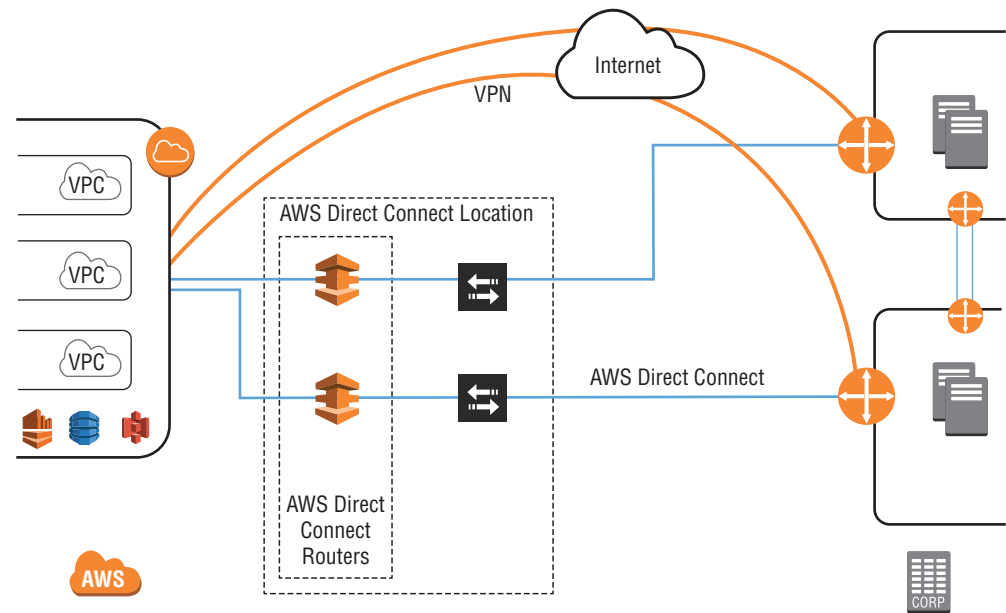 Internet
VPN
VPC
AWS Direct Connect Location
VPC
VPC
AWS Direct Connect
AWS Direct
Connect
Routers
AWS
CORP